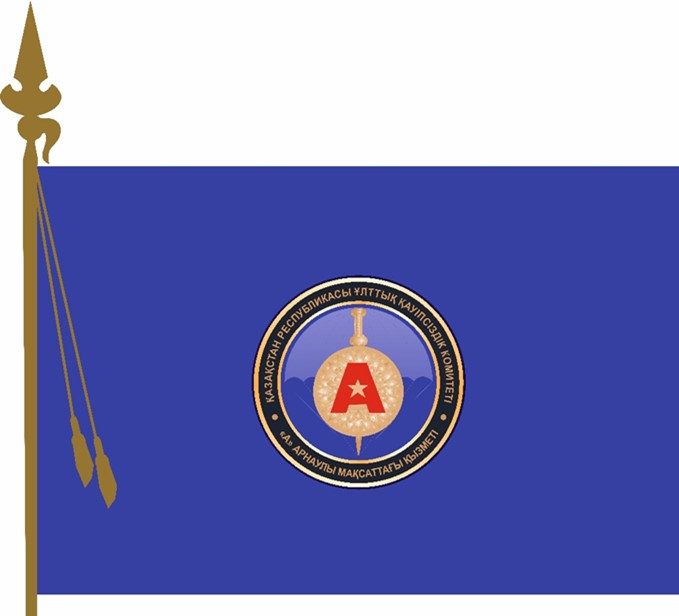 ҚАЗАҚСТАН РЕСПУБЛИКАСЫ ҰЛТТЫҚ ҚАУІПСІЗДІК КОМИТЕТІ
«А» АРНАУЛЫ МАҚСАТТАҒЫ ҚЫЗМЕТІ
А